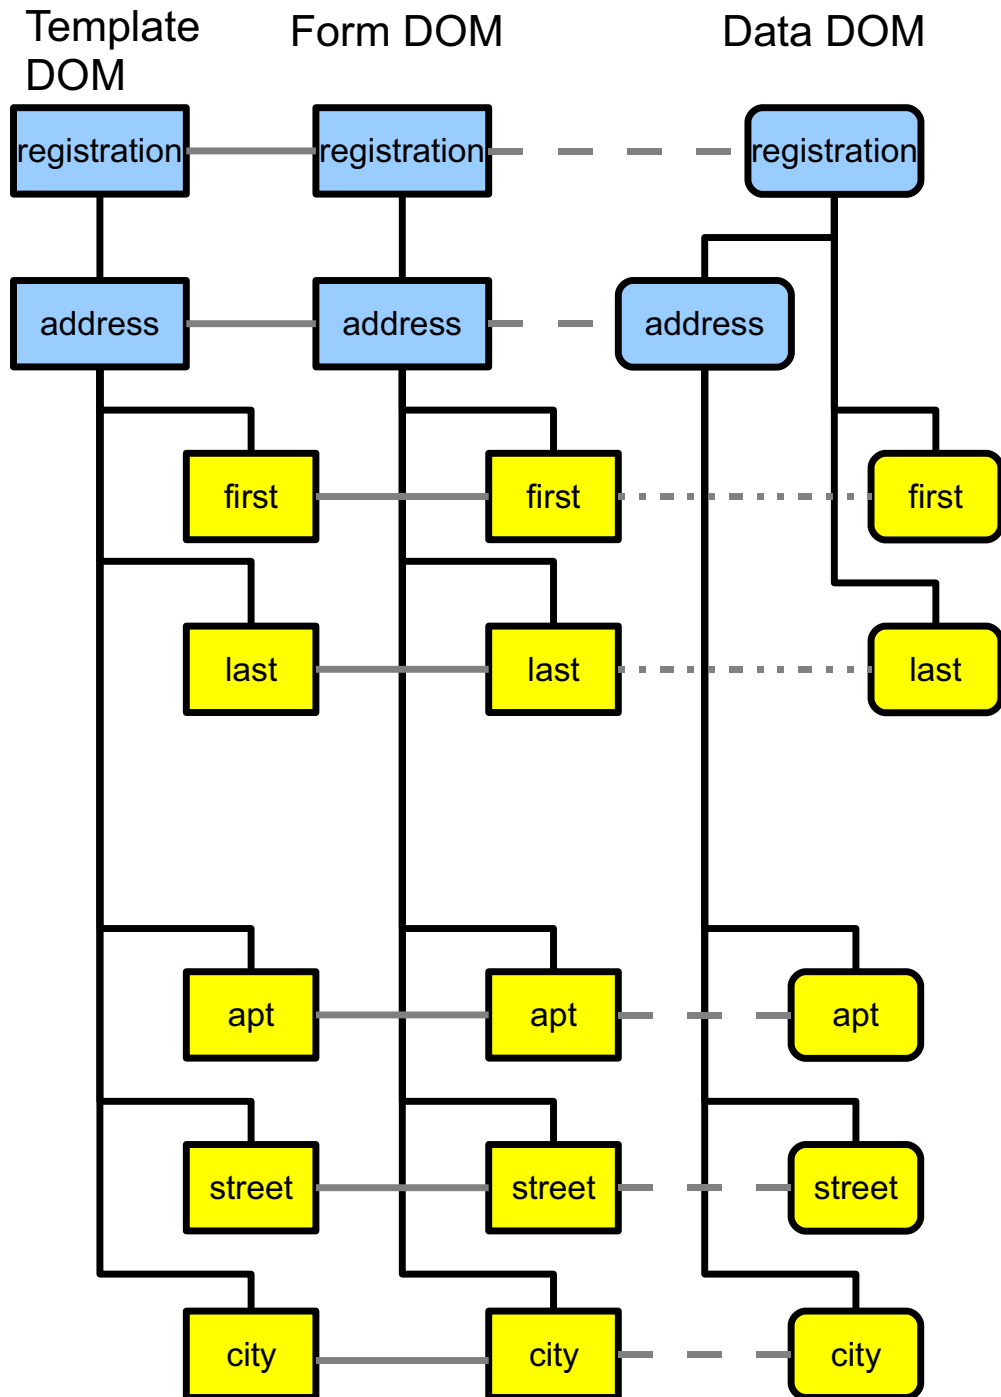 Template
DOM
Form DOM
Data DOM
registration
registration
registration
address
address
address
first
first
first
last
last
last
apt
apt
apt
street
street
street
city
city
city